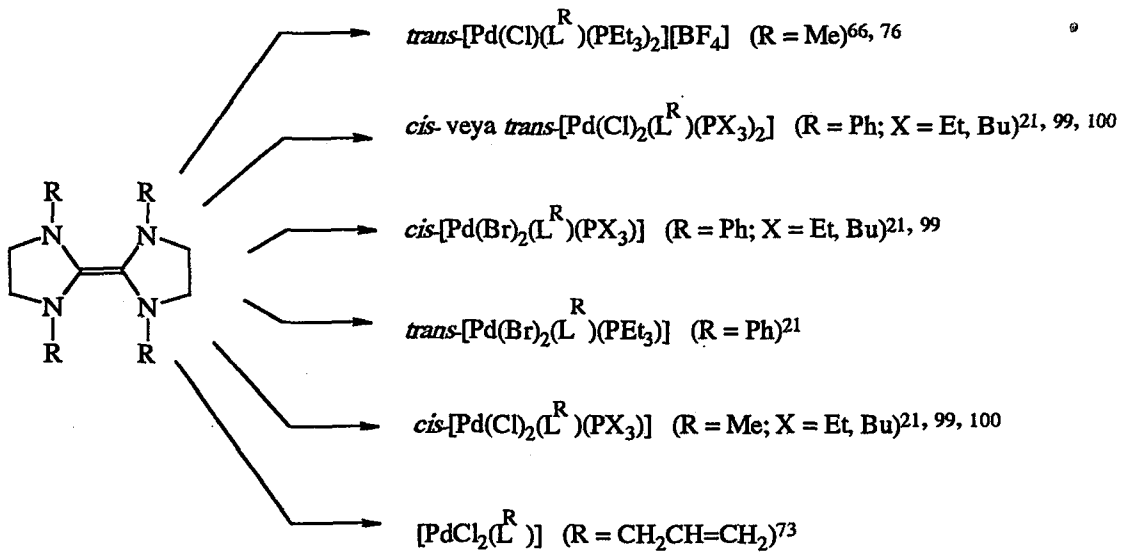 trans-[Pd(Cl)(L^R)(PEt₃)₂][BF₄] (R = Me)⁶⁶, ⁷⁶
cis- veya trans-[Pd(Cl)₂(L^R)(PX₃)₂] (R = Ph; X = Et, Bu)²¹, ⁹⁹, ¹⁰⁰
R R
N N
cis-[Pd(Br)₂(L^R)(PX₃)] (R = Ph; X = Et, Bu)²¹, ⁹⁹
N N
R R
trans-[Pd(Br)₂(L^R)(PEt₃)] (R = Ph)²¹
cis-[Pd(Cl)₂(L^R)(PX₃)] (R = Me; X = Et, Bu)²¹, ⁹⁹, ¹⁰⁰
[PdCl₂(L^R)] (R = CH₂CH=CH₂)⁷³